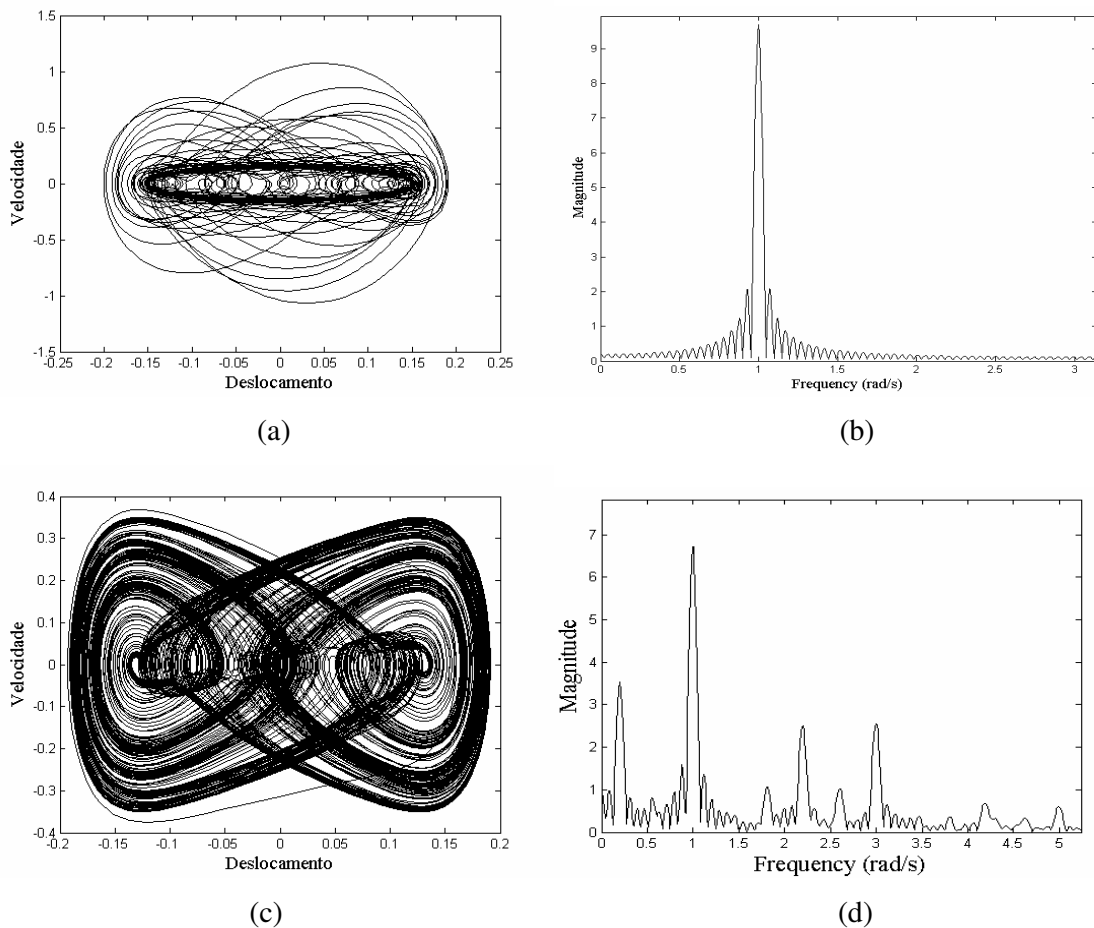 1.5
1
0.5
0
-0.5
-1
-1.5
-0.25 -0.2 -0.15 -0.1 -0.05 0 0.05 0.1 0.15 0.2 0.25
Velocidade
Deslocamento
(a)
9
8
7
6
5
4
3
2
1
0
0 0.5 1 1.5 2 2.5 3
Magnitude
Frequency (rad/s)
(b)
0.4
0.3
0.2
0.1
0
-0.1
-0.2
-0.3
-0.4
-0.2 -0.15 -0.1 -0.05 0 0.05 0.1 0.15 0.2
Velocidade
Deslocamento
(c)
7
6
5
4
3
2
1
0
0 0.5 1 1.5 2 2.5 3 3.5 4 4.5 5
Magnitude
Frequency (rad/s)
(d)